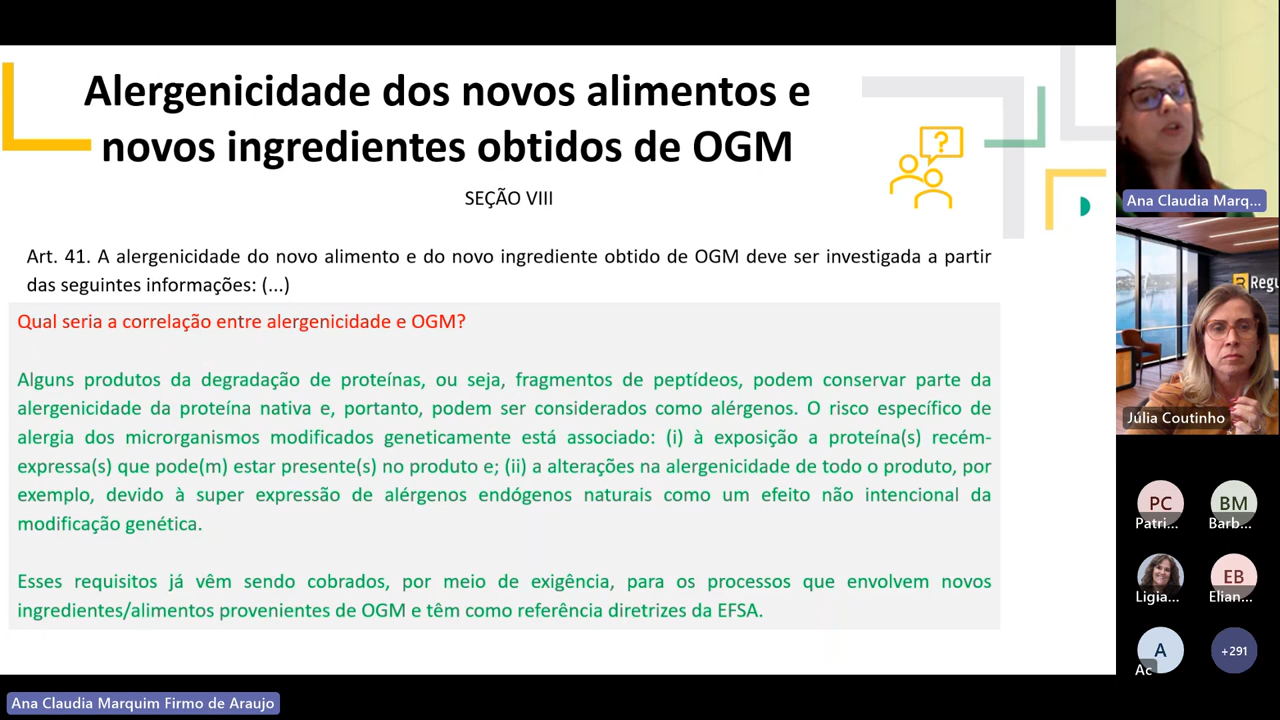 Alergenicidade dos novos alimentos e
novos ingredientes obtidos de OGM
SEÇÃO VIII
Art. 41. A alergenicidade do novo alimento e do novo ingrediente obtido de OGM deve ser investigada a partir
das seguintes informações: (...)
Qual seria a correlação entre alergenicidade e OGM?
Alguns produtos da degradação de proteínas, ou seja, fragmentos de peptídeos, podem conservar parte da
alergenicidade da proteína nativa e, portanto, podem ser considerados como alérgenos. O risco específico de
alergia dos microrganismos modificados geneticamente está associado: (i) à exposição a proteína(s) recém-
expressa(s) que pode(m) estar presente(s) no produto e; (ii) a alterações na alergenicidade de todo o produto, por
exemplo, devido à super expressão de alérgenos endógenos naturais como um efeito não intencional da
modificação genética.
Esses requisitos já vêm sendo cobrados, por meio de exigência, para os processos que envolvem novos
ingredientes/alimentos provenientes de OGM e têm como referência diretrizes da EFSA.
?
Ana Claudia Marquim Firmo de Araujo
Ana Claudia Marq...
Regu
Júlia Coutinho
PC
Patri...
BM
Barb...
Ligia...
EB
Elian...
A
Ac
+291